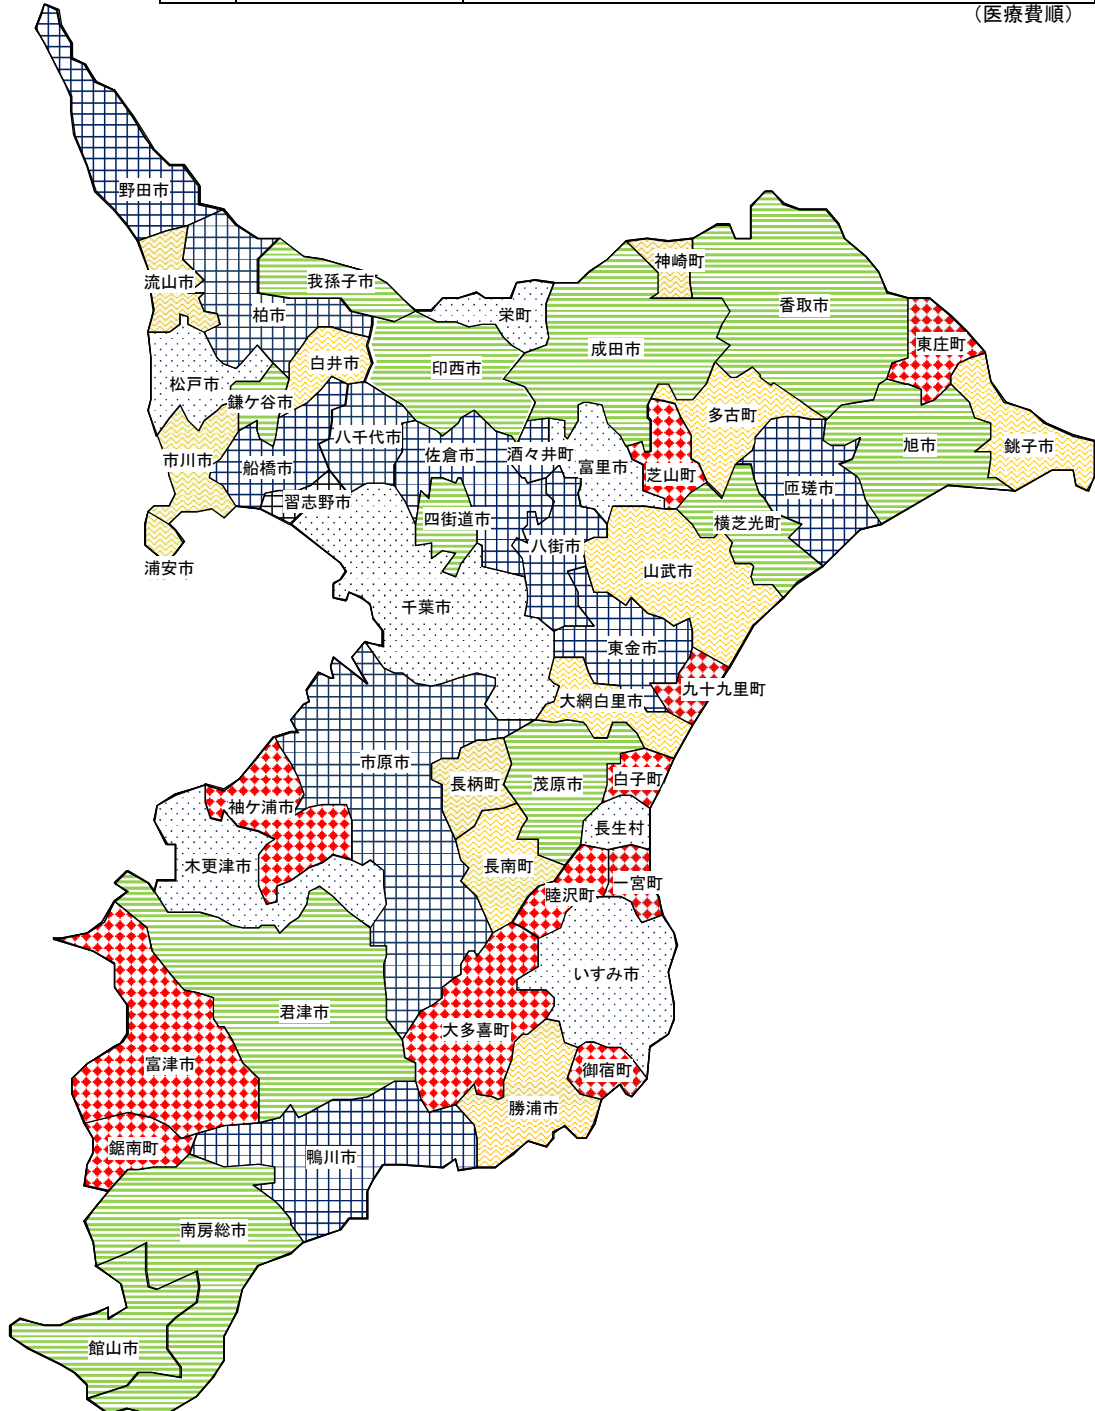 （医療費順）
野田市
流山市
柏市
我孫子市
栄町
神崎町
香取市
東庄町
成田市
印西市
白井市
松戸市
鎌ケ谷市
多古町
旭市
銚子市
市川市
船橋市
八千代市
佐倉市
酒々井町
富里市
芝山町
匝瑳市
習志野市
四街道市
横芝光町
八街市
浦安市
山武市
千葉市
東金市
九十九里町
大網白里市
市原市
長柄町
茂原市
白子町
袖ケ浦市
長生村
木更津市
長南町
睦沢町
一宮町
いすみ市
君津市
大多喜町
富津市
御宿町
勝浦市
鋸南町
鴨川市
南房総市
館山市